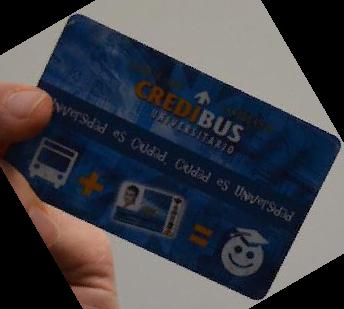 CREDIBUS
UNIVERSITARIO
UNIVERSIDAD ES CIUDAD, CIUDAD ES UNIVERSIDAD
+
=